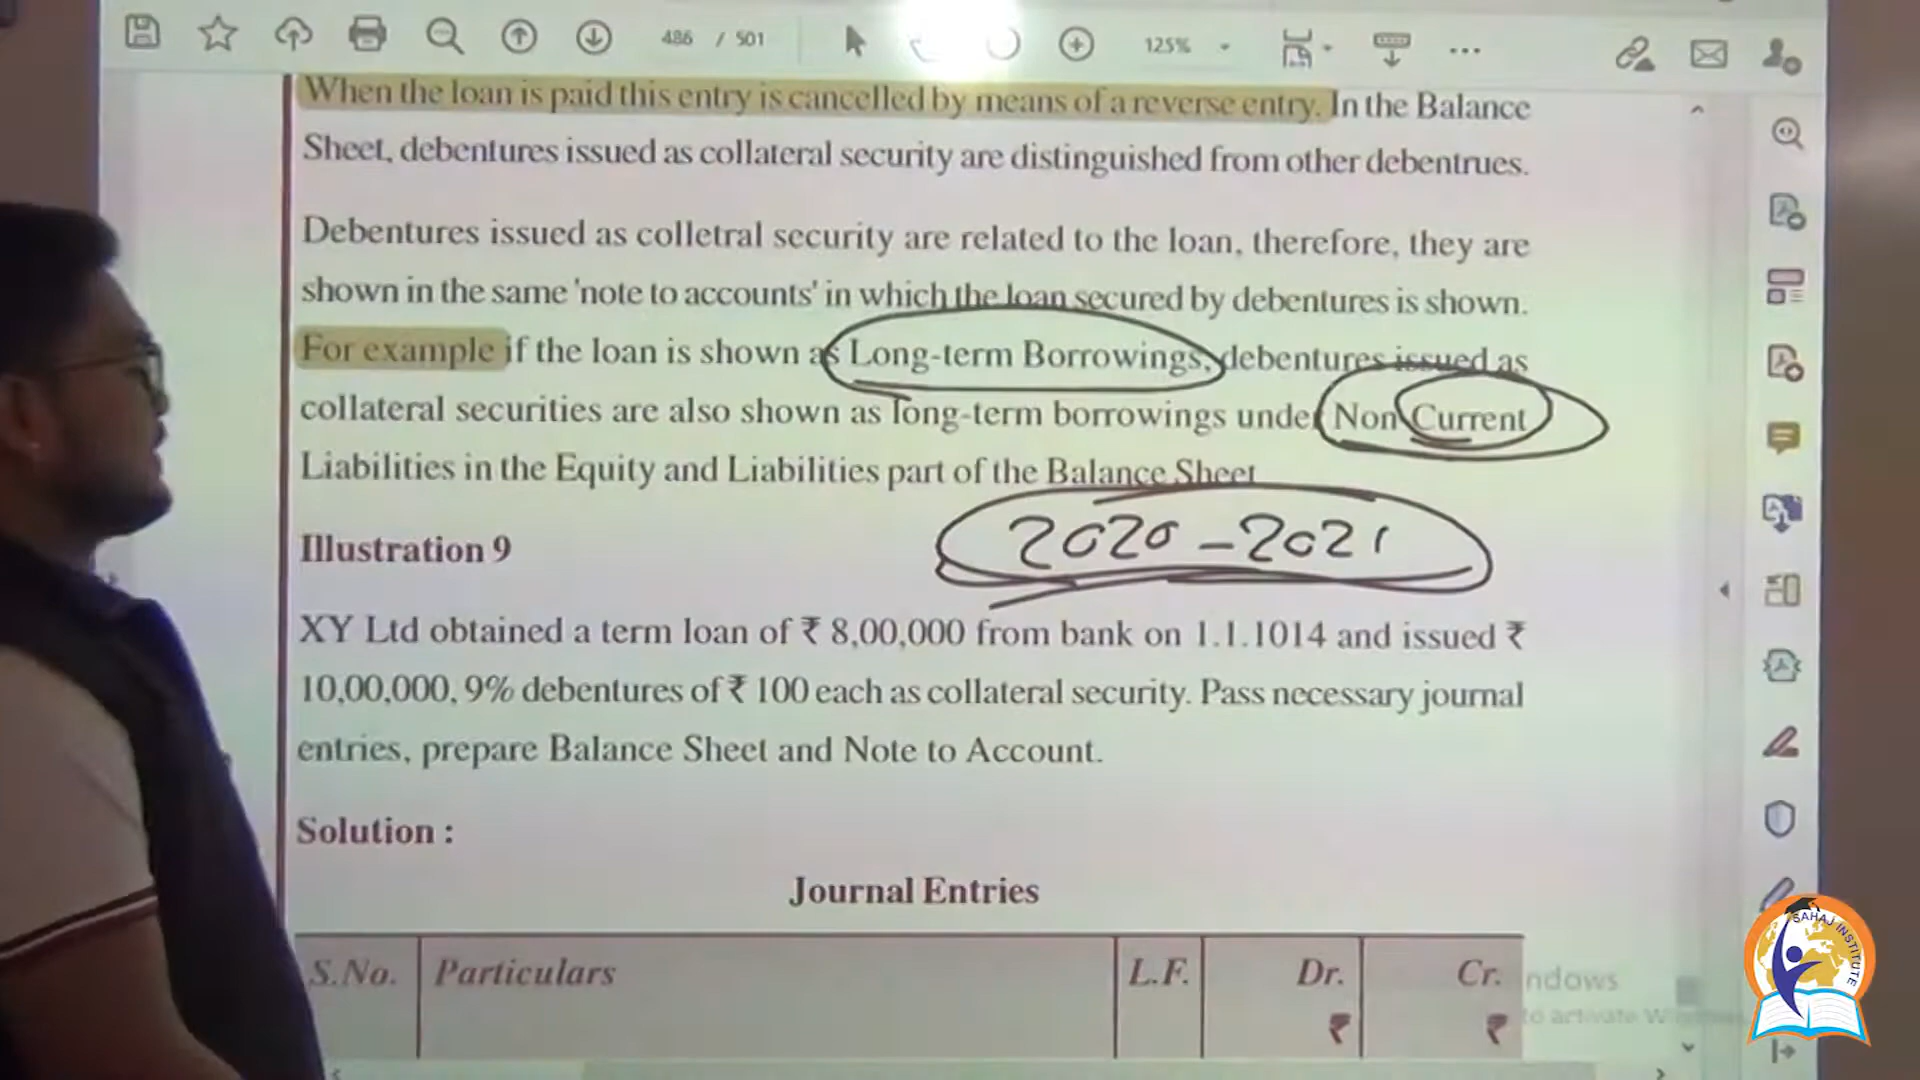 486 / 501
125%
When the loan is paid this entry is cancelled by means of a reverse entry. In the Balance
Sheet, debentures issued as collateral security are distinguished from other debentrues.
Debentures issued as colletral security are related to the loan, therefore, they are
shown in the same 'note to accounts' in which the loan secured by debentures is shown.
For example if the loan is shown as Long-term Borrowings, debentures issued as
collateral securities are also shown as long-term borrowings under Non Current
Liabilities in the Equity and Liabilities part of the Balance Sheet
2020 - 2021
Illustration 9
XY Ltd obtained a term loan of ₹ 8,00,000 from bank on 1.1.1014 and issued ₹
10,00,000, 9% debentures of ₹ 100 each as collateral security. Pass necessary journal
entries, prepare Balance Sheet and Note to Account.
Solution :
Journal Entries
S.No. Particulars L.F. Dr. Cr.
₹ ₹
ndows
to activate W
SAHAJ INSTITUTE